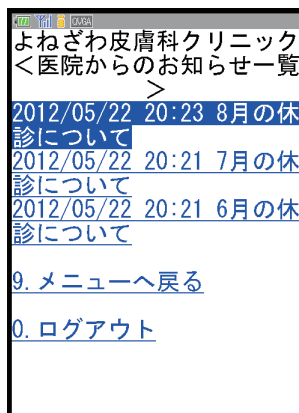 QVGA
よねざわ皮膚科クリニック
＜医院からのお知らせ一覧
＞
2012/05/22 20:23 8月の休
診について
2012/05/22 20:21 7月の休
診について
2012/05/22 20:21 6月の休
診について
9. メニューへ戻る
0. ログアウト